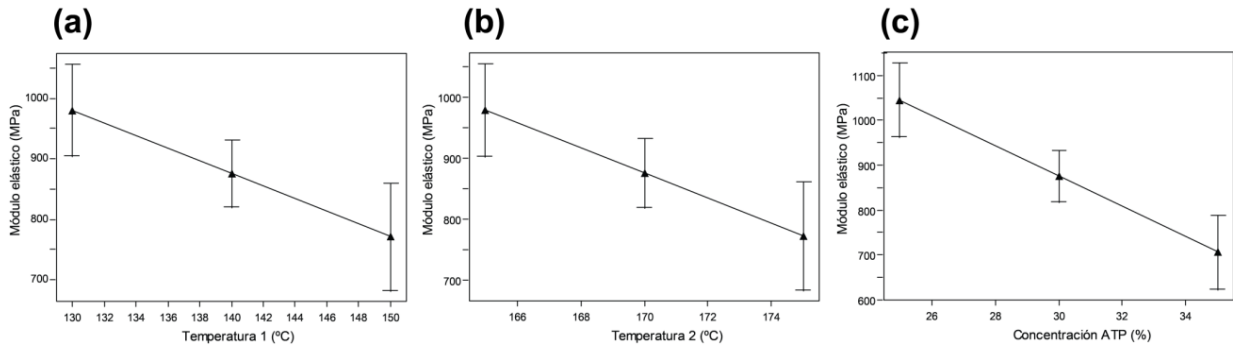 (a)
Módulo elástico (MPa)
1000
900
800
700
130 132 134 136 138 140 142 144 146 148 150
Temperatura 1 (ºC)
(b)
Módulo elástico (MPa)
1000
900
800
700
166 168 170 172 174
Temperatura 2 (ºC)
(c)
Módulo elástico (MPa)
1100
1000
900
800
700
600
26 28 30 32 34
Concentración ATP (%)